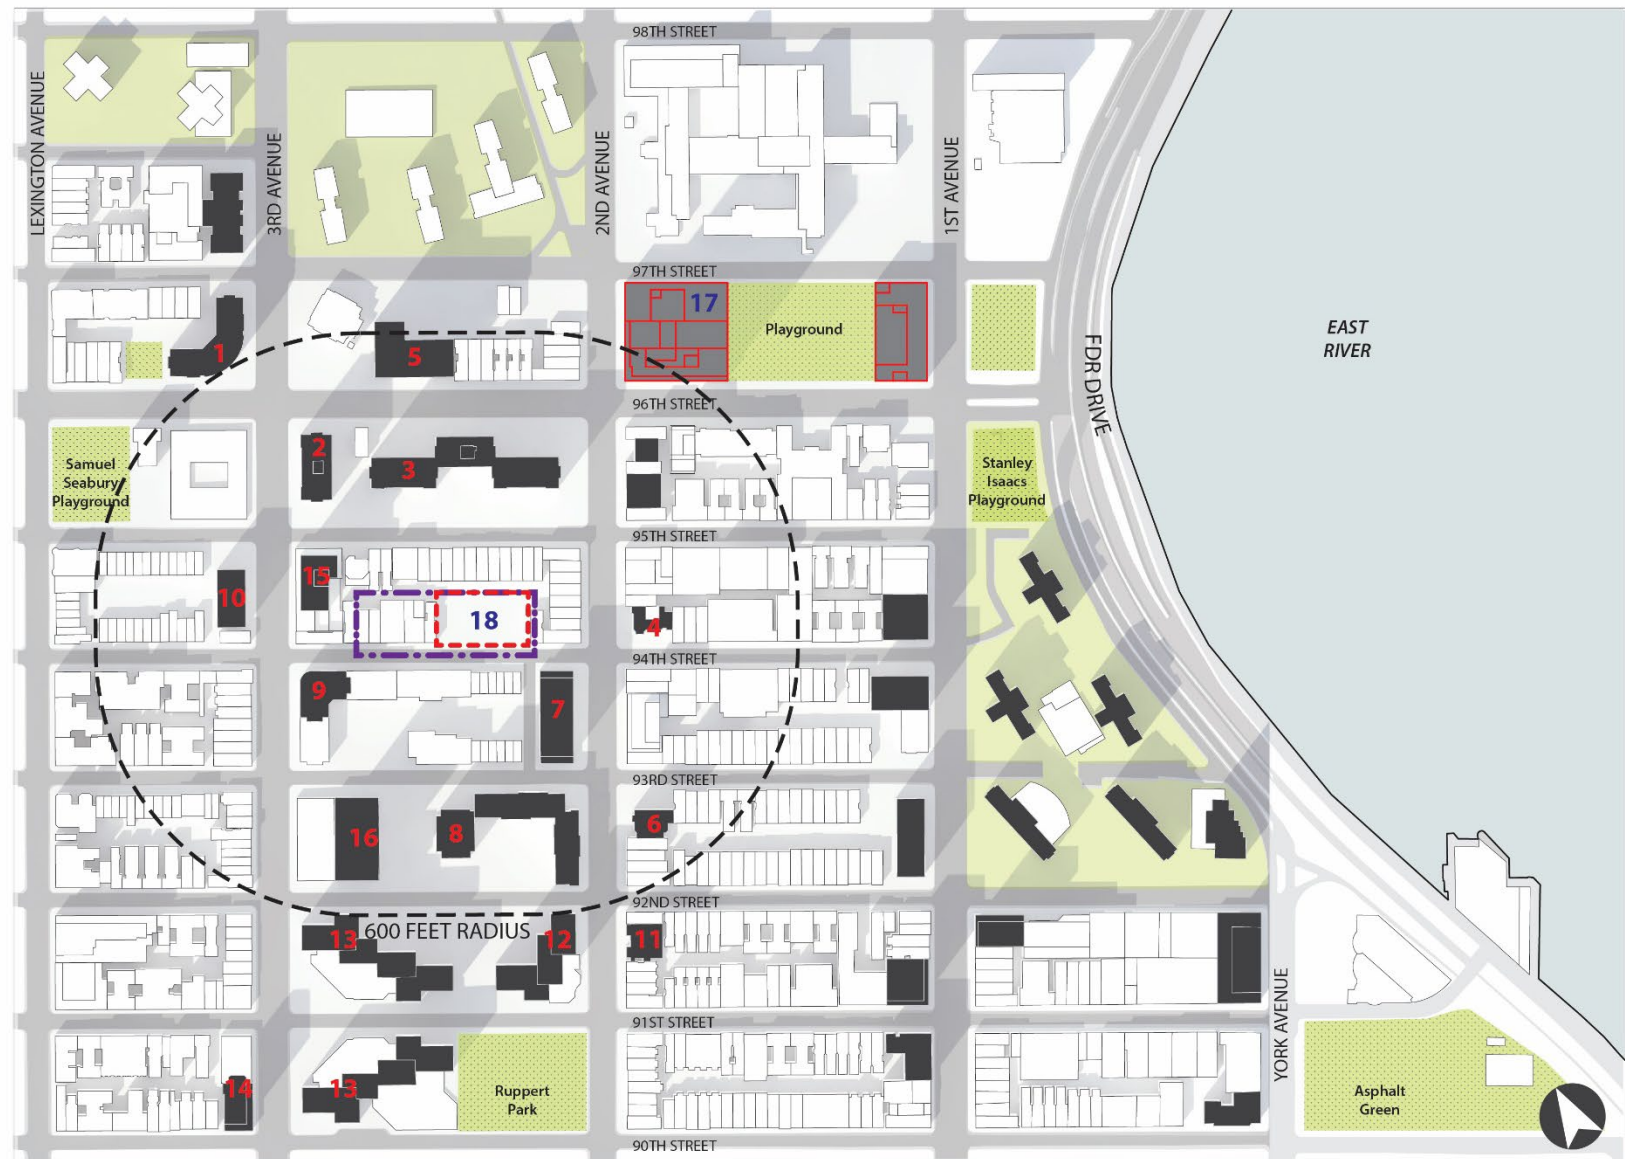 98TH STREET
LEXINGTON AVENUE
3RD AVENUE
2ND AVENUE
1ST AVENUE
97TH STREET
17
Playground
EAST
RIVER
FDR DRIVE
1
5
96TH STREET
2
3
Samuel
Seabury
Playground
Stanley
Isaacs
Playground
95TH STREET
15
10
18
4
94TH STREET
9
7
93RD STREET
16
8
6
92ND STREET
600 FEET RADIUS
13
12
11
91ST STREET
YORK AVENUE
14
13
Ruppert
Park
Asphalt
Green
90TH STREET